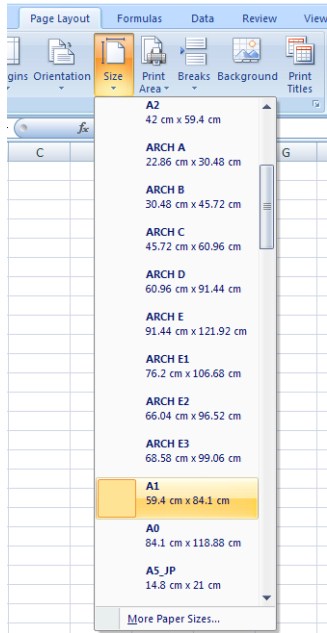 Page Layout Formulas Data Review View
gins Orientation Size Print Area Breaks Background Print Titles
fx
C G
A2
42 cm x 59.4 cm
ARCH A
22.86 cm x 30.48 cm
ARCH B
30.48 cm x 45.72 cm
ARCH C
45.72 cm x 60.96 cm
ARCH D
60.96 cm x 91.44 cm
ARCH E
91.44 cm x 121.92 cm
ARCH E1
76.2 cm x 106.68 cm
ARCH E2
66.04 cm x 96.52 cm
ARCH E3
68.58 cm x 99.06 cm
A1
59.4 cm x 84.1 cm
A0
84.1 cm x 118.88 cm
A5_JP
14.8 cm x 21 cm
More Paper Sizes...